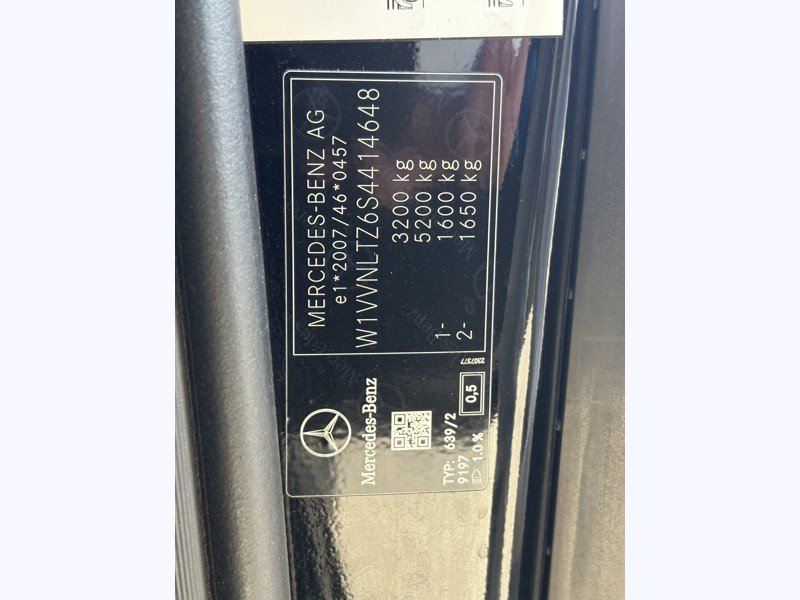 MERCEDES-BENZ AG
e1*2007/46*0457
W1VVNLTZ6S4414648
3200 kg
5200 kg
1- 1600 kg
2- 1650 kg
Mercedes-Benz
TYP: 639/2
9197
1.0 %
0,5
2307377